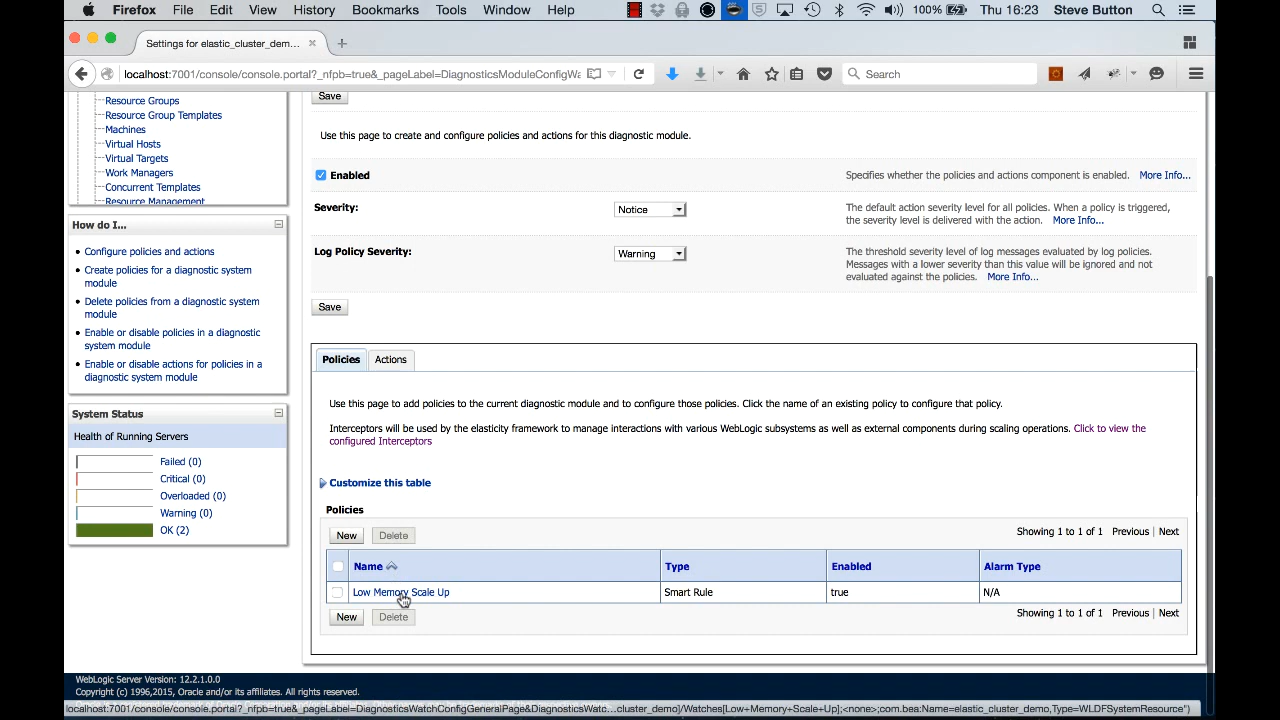 Firefox File Edit View History Bookmarks Tools Window Help 100% Thu 16:23 Steve Button
Settings for elastic_cluster_demo...
localhost:7001/console/console.portal?_nfpb=true&_pageLabel=DiagnosticsModuleConfigWa
Search
Resource Groups
Resource Group Templates
Machines
Virtual Hosts
Virtual Targets
Work Managers
Concurrent Templates
Resource Management
How do I...
Configure policies and actions
Create policies for a diagnostic system
module
Delete policies from a diagnostic system
module
Enable or disable policies in a diagnostic
system module
Enable or disable actions for policies in a
diagnostic system module
System Status
Health of Running Servers
Failed (0)
Critical (0)
Overloaded (0)
Warning (0)
OK (2)
Save
Use this page to create and configure policies and actions for this diagnostic module.
Enabled
Specifies whether the policies and actions component is enabled. More Info...
Severity:
Notice
The default action severity level for all policies. When a policy is triggered,
the severity level is delivered with the action. More Info...
Log Policy Severity:
Warning
The threshold severity level of log messages evaluated by log policies.
Messages with a lower severity than this value will be ignored and not
evaluated against the policies. More Info...
Save
Policies Actions
Use this page to add policies to the current diagnostic module and to configure those policies. Click the name of an existing policy to configure that policy.
Interceptors will be used by the elasticity framework to manage interactions with various WebLogic subsystems as well as external components during scaling operations. Click to view the
configured Interceptors
Customize this table
Policies
New Delete Showing 1 to 1 of 1 Previous | Next
Name Type Enabled Alarm Type
Low Memory Scale Up Smart Rule true N/A
New Delete Showing 1 to 1 of 1 Previous | Next
WebLogic Server Version: 12.2.1.0.0
Copyright (c) 1996,2015, Oracle and/or its affiliates. All rights reserved.
localhost:7001/console/console.portal?_nfpb=true&_pageLabel=DiagnosticsWatchConfigGeneralPage&DiagnosticsWatc...cluster_demo]/Watches[Low+Memory+Scale+Up];<none>;com.bea:Name=elastic_cluster_demo,Type=WLDFSystemResource")